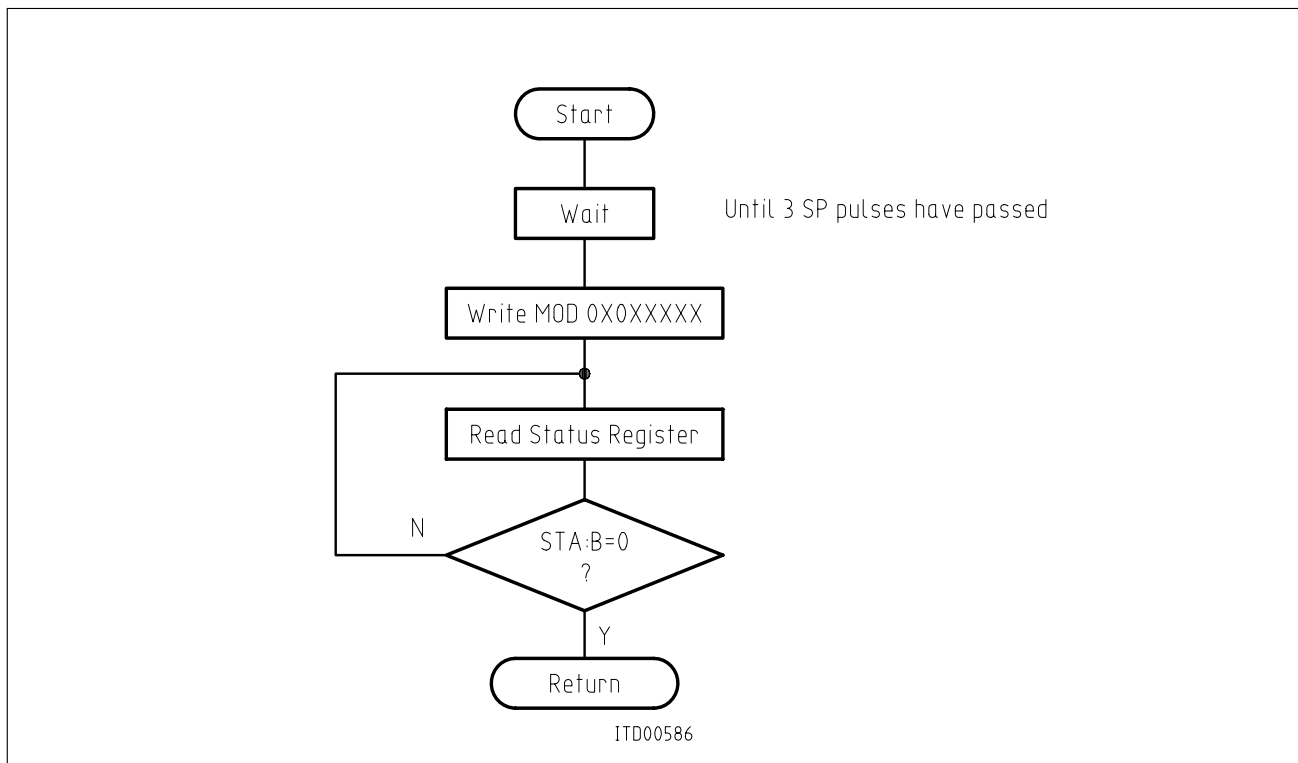 Start
Wait
Until 3 SP pulses have passed
Write MOD 0X0XXXXX
Read Status Register
N
STA:B=0
?
Y
Return
ITD00586